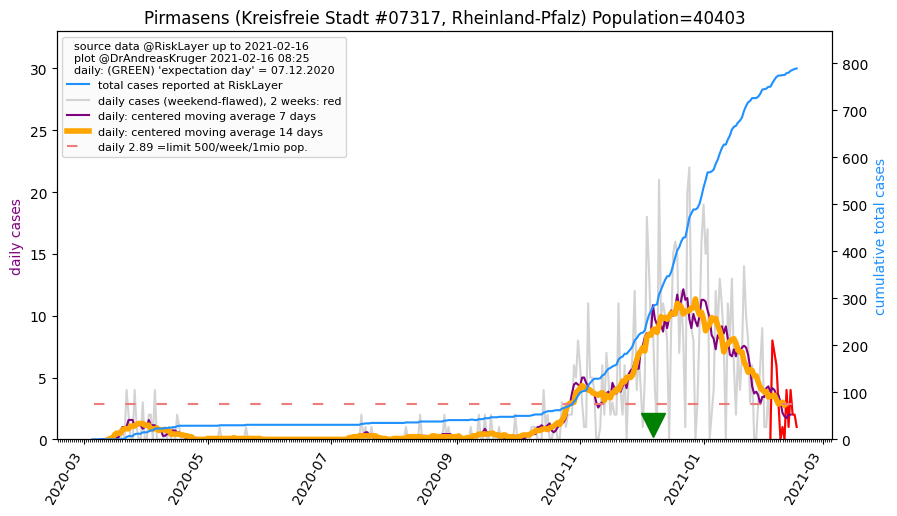 Pirmasens (Kreisfreie Stadt #07317, Rheinland-Pfalz) Population=40403
source data @RiskLayer up to 2021-02-16
plot @DrAndreasKruger 2021-02-16 08:25
daily: (GREEN) 'expectation day' = 07.12.2020
total cases reported at RiskLayer
daily cases (weekend-flawed), 2 weeks: red
daily: centered moving average 7 days
daily: centered moving average 14 days
daily 2.89 =limit 500/week/1mio pop.
daily cases
30
25
20
15
10
5
0
cumulative total cases
800
700
600
500
400
300
200
100
0
2020-03
2020-05
2020-07
2020-09
2020-11
2021-01
2021-03